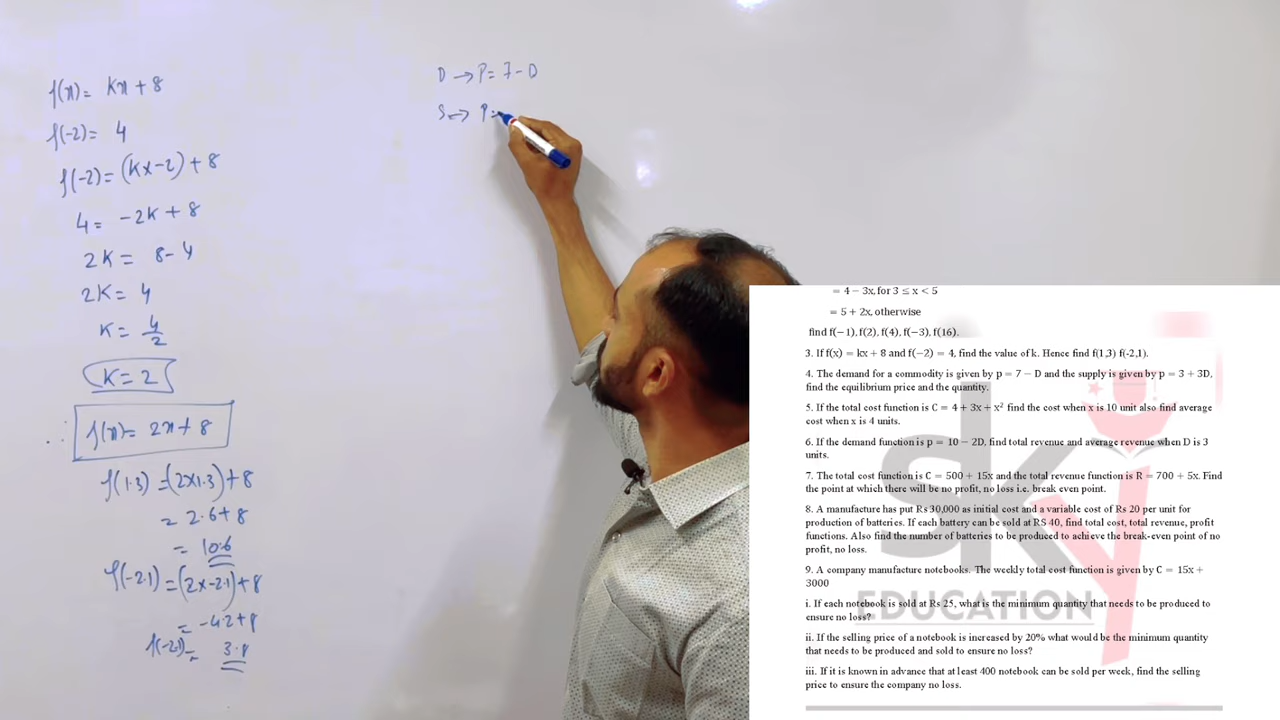 f(x) = kx + 8
f(-2) = 4
f(-2) = (k×-2) + 8
4 = -2k + 8
2k = 8 - 4
2k = 4
k = 4/2
k = 2
∴ f(x) = 2x + 8
f(1.3) = (2×1.3) + 8
= 2.6 + 8
= 10.6
f(-2.1) = (2×-2.1) + 8
= -4.2 + 8
f(-2.1) = 3.8
D → P = 7 - D
S → P =
= 4 − 3x, for 3 ≤ x < 5
= 5 + 2x, otherwise
find f(−1), f(2), f(4), f(−3), f(16).
3. If f(x) = kx + 8 and f(−2) = 4, find the value of k. Hence find f(1,3) f(-2,1).
4. The demand for a commodity is given by p = 7 − D and the supply is given by p = 3 + 3D,
find the equilibrium price and the quantity.
5. If the total cost function is C = 4 + 3x + x² find the cost when x is 10 unit also find average
cost when x is 4 units.
6. If the demand function is p = 10 − 2D, find total revenue and average revenue when D is 3
units.
7. The total cost function is C = 500 + 15x and the total revenue function is R = 700 + 5x. Find
the point at which there will be no profit, no loss i.e. break even point.
8. A manufacture has put Rs 30,000 as initial cost and a variable cost of Rs 20 per unit for
production of batteries. If each battery can be sold at RS 40, find total cost, total revenue, profit
functions. Also find the number of batteries to be produced to achieve the break-even point of no
profit, no loss.
9. A company manufacture notebooks. The weekly total cost function is given by C = 15x +
3000
i. If each notebook is sold at Rs 25, what is the minimum quantity that needs to be produced to
ensure no loss?
ii. If the selling price of a notebook is increased by 20% what would be the minimum quantity
that needs to be produced and sold to ensure no loss?
iii. If it is known in advance that at least 400 notebook can be sold per week, find the selling
price to ensure the company no loss.
sky
EDUCATION